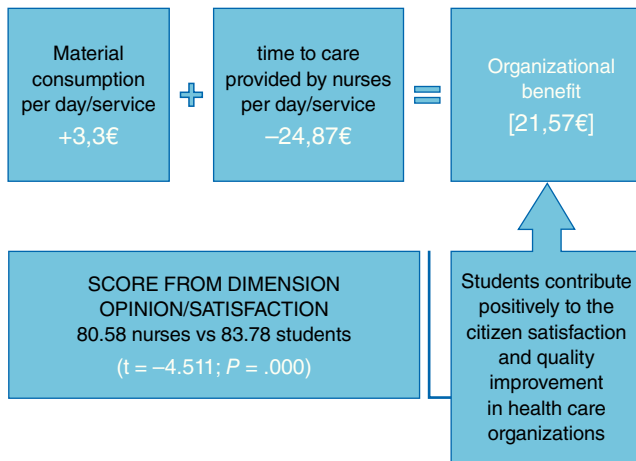 Material
consumption
per day/service
+3,3€
+
time to care
provided by nurses
per day/service
–24,87€
=
Organizational
benefit
[21,57€]
SCORE FROM DIMENSION
OPINION/SATISFACTION
80.58 nurses vs 83.78 students
(t = –4.511; P = .000)
Students contribute
positively to the
citizen satisfaction
and quality
improvement
in health care
organizations